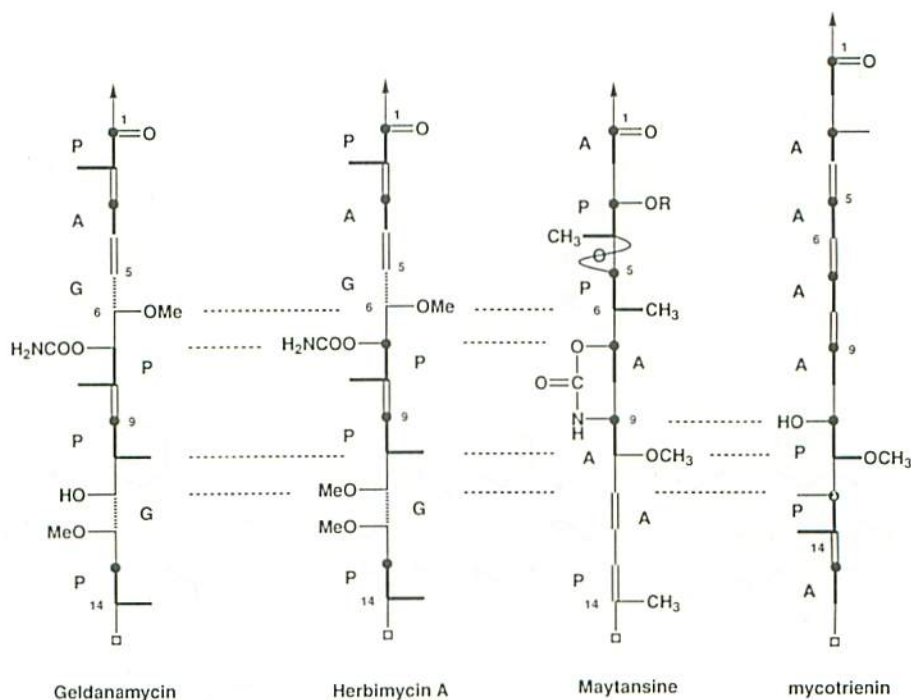 1
O
P
A
5
G
6
OMe
H₂NCOO
P
9
P
HO
G
MeO
P
14
Geldanamycin
1
O
P
A
5
G
6
OMe
H₂NCOO
P
9
P
MeO
G
MeO
P
14
Herbimycin A
1
O
A
P
OR
CH₃
O
5
P
6
CH₃
O
A
O
C
N
H
9
A
OCH₃
A
P
14
CH₃
Maytansine
1
O
A
5
A
6
A
9
A
HO
P
OCH₃
P
14
A
mycotrienin